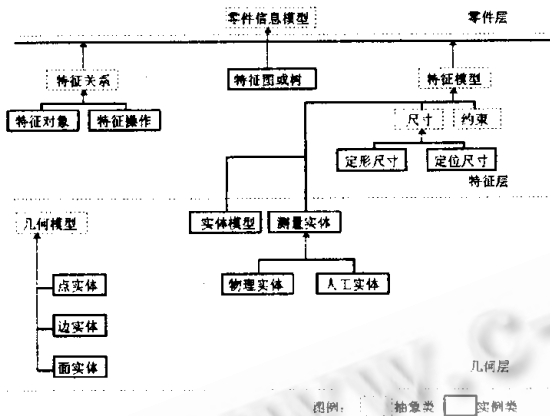 零件信息模型
零件层
特征关系
特征图或树
特征模型
特征对象
特征操作
尺寸
约束
定形尺寸
定位尺寸
特征层
几何模型
实体模型
测量实体
物理实体
人工实体
点实体
边实体
面实体
几何层
图例:
抽象类
实例类